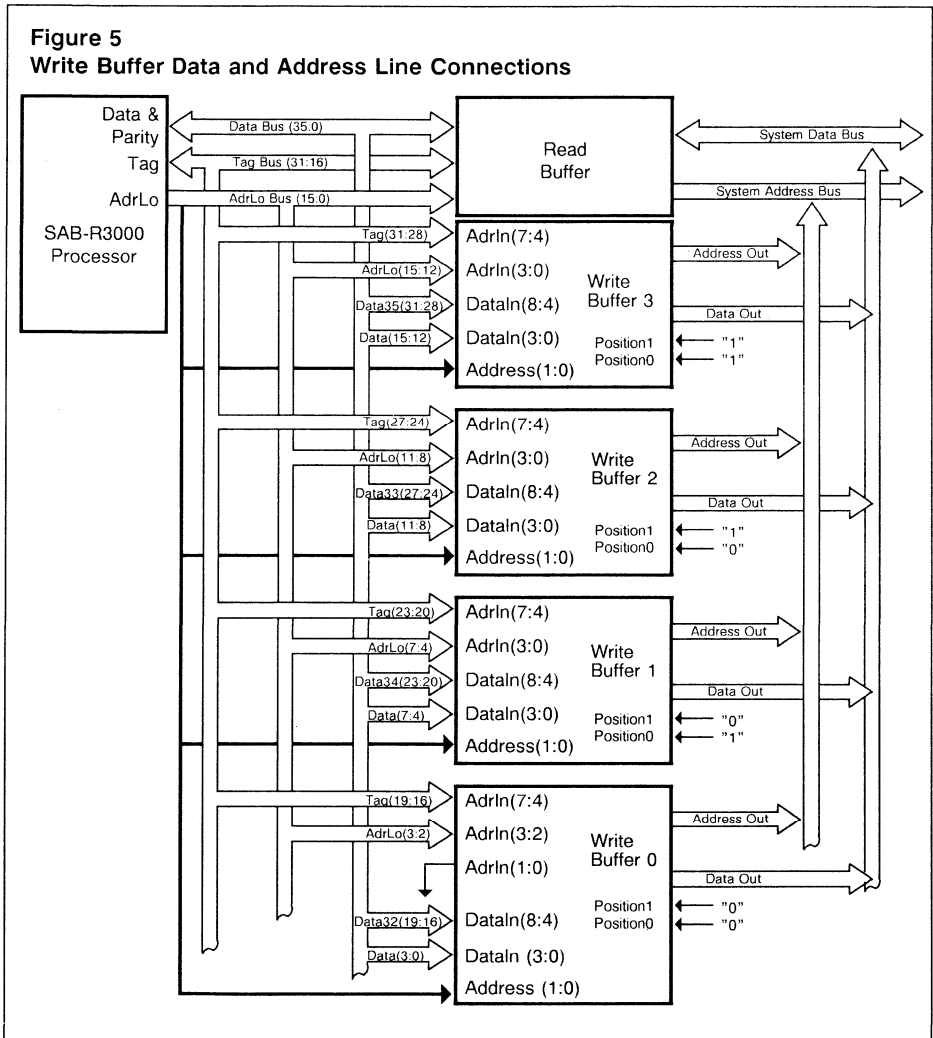 Figure 5
Write Buffer Data and Address Line Connections
Data &
Parity
Tag
AdrLo
SAB-R3000
Processor
Data Bus (35:0)
Tag Bus (31:16)
AdrLo Bus (15:0)
Read
Buffer
System Data Bus
System Address Bus
Tag(31:28)
AdrLo(15:12)
Data35(31:28)
Data(15:12)
AdrIn(7:4)
AdrIn(3:0)
DataIn(8:4)
DataIn(3:0)
Address(1:0)
Write
Buffer 3
Position1
Position0
Address Out
Data Out
"1"
"1"
Tag(27:24)
AdrLo(11:8)
Data33(27:24)
Data(11:8)
AdrIn(7:4)
AdrIn(3:0)
DataIn(8:4)
DataIn(3:0)
Address(1:0)
Write
Buffer 2
Position1
Position0
Address Out
Data Out
"1"
"0"
Tag(23:20)
AdrLo(7:4)
Data34(23:20)
Data(7:4)
AdrIn(7:4)
AdrIn(3:0)
DataIn(8:4)
DataIn(3:0)
Address(1:0)
Write
Buffer 1
Position1
Position0
Address Out
Data Out
"0"
"1"
Tag(19:16)
AdrLo(3:2)
Data32(19:16)
Data(3:0)
AdrIn(7:4)
AdrIn(3:2)
AdrIn(1:0)
DataIn(8:4)
DataIn (3:0)
Address (1:0)
Write
Buffer 0
Position1
Position0
Address Out
Data Out
"0"
"0"